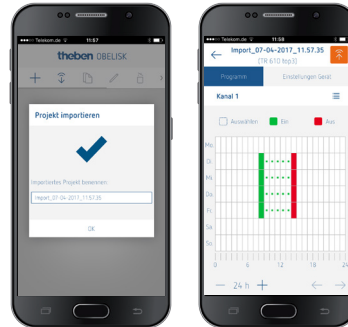 Telekom.de 11:57
theben OBELISK
Projekt importieren
Importiertes Projekt benennen:
Import_07-04-2017_11.57.35
OK
Telekom.de 11:58
Import_07-04-2017_11.57.35
[TR 610 top3]
Programm Einstellungen Gerät
Kanal 1
Auswählen Ein Aus
Mo.
Di.
Mi.
Do.
Fr.
Sa.
So.
0 6 12 18 24
24 h